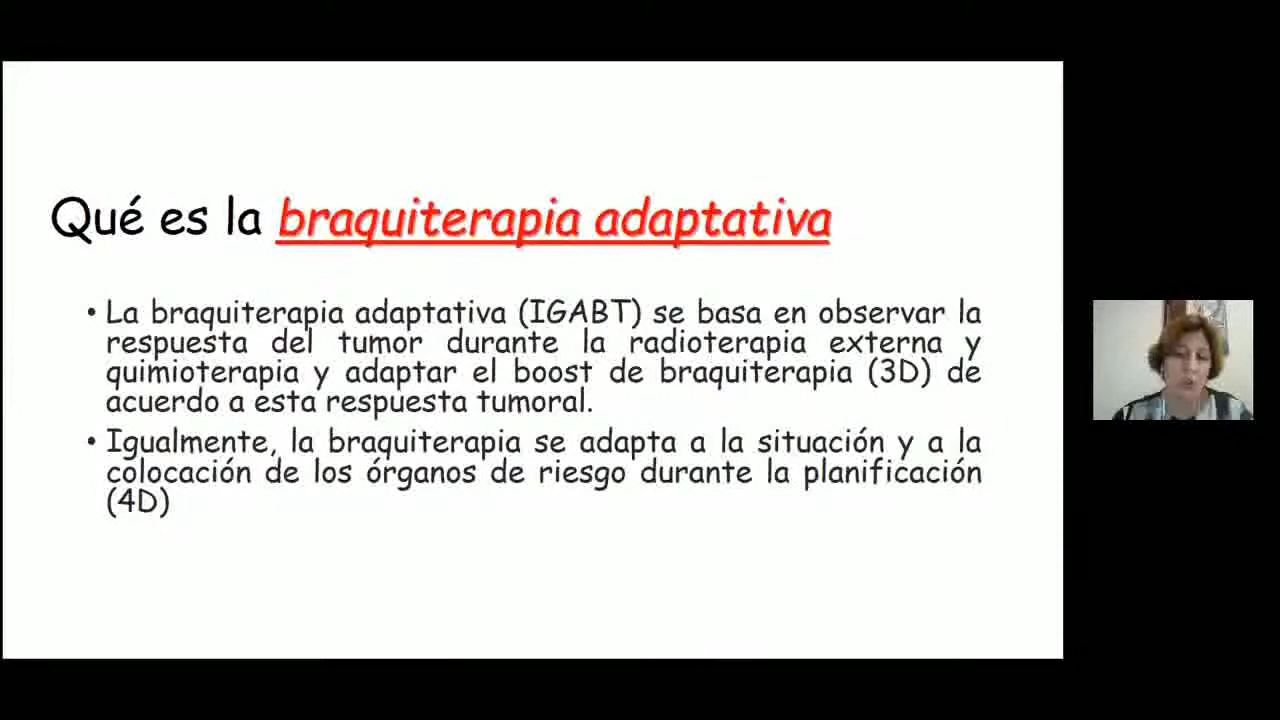 Qué es la braquiterapia adaptativa
• La braquiterapia adaptativa (IGABT) se basa en observar la
respuesta del tumor durante la radioterapia externa y
quimioterapia y adaptar el boost de braquiterapia (3D) de
acuerdo a esta respuesta tumoral.
• Igualmente, la braquiterapia se adapta a la situación y a la
colocación de los órganos de riesgo durante la planificación
(4D)